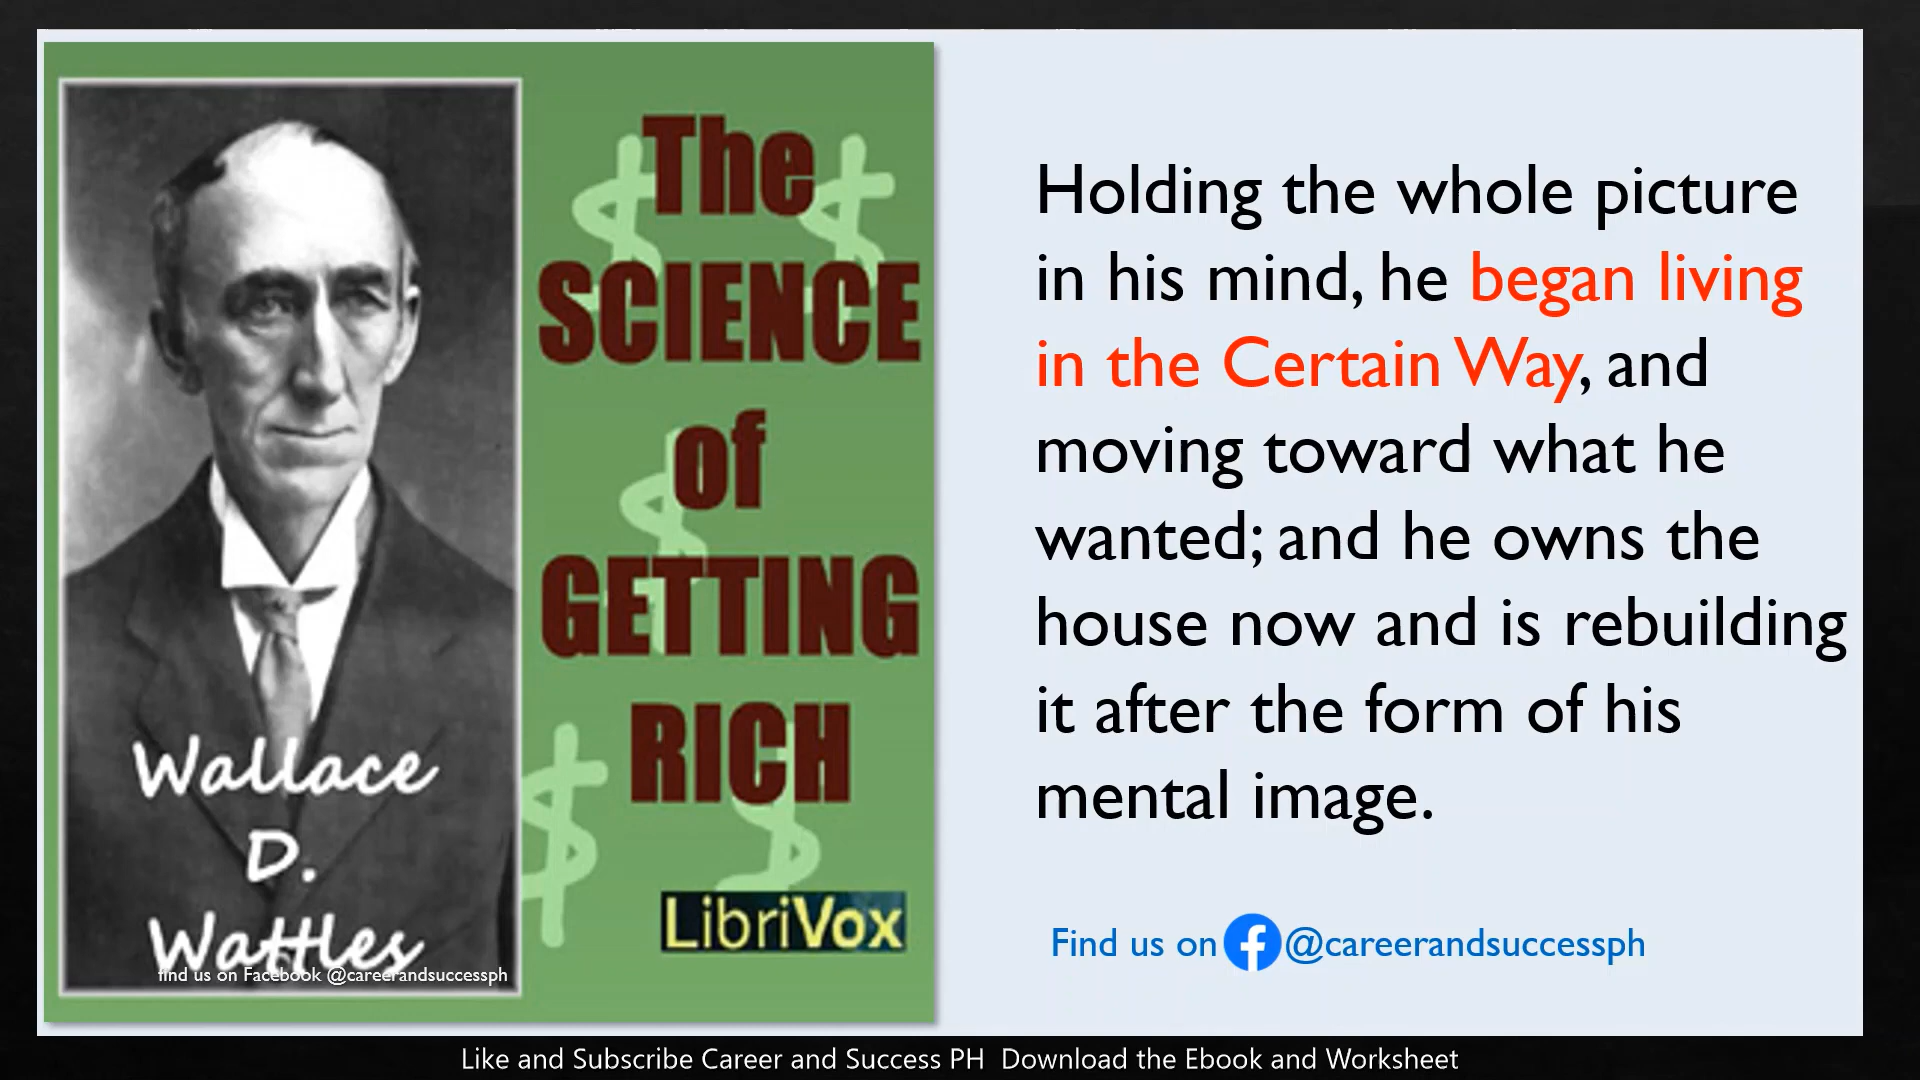 The
SCIENCE
of
GETTING
RICH
Wallace
D.
Wattles
find us on Facebook @careerandsuccessph
LibriVox
Holding the whole picture
in his mind, he began living
in the Certain Way, and
moving toward what he
wanted; and he owns the
house now and is rebuilding
it after the form of his
mental image.
Find us on @careerandsuccessph
Like and Subscribe Career and Success PH Download the Ebook and Worksheet